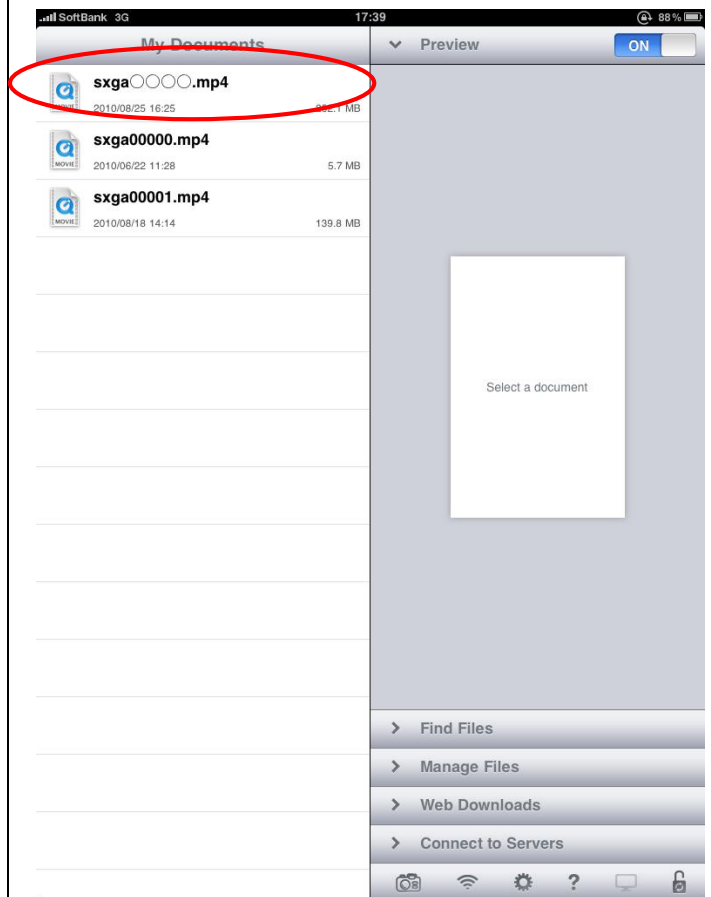 SoftBank 3G 17:39 88%
My Documents
sxga○○○○.mp4
2010/08/25 16:25
MOVIE
sxga00000.mp4
2010/06/22 11:28 5.7 MB
MOVIE
sxga00001.mp4
2010/08/18 14:14 139.8 MB
Preview ON
Select a document
Find Files
Manage Files
Web Downloads
Connect to Servers
?